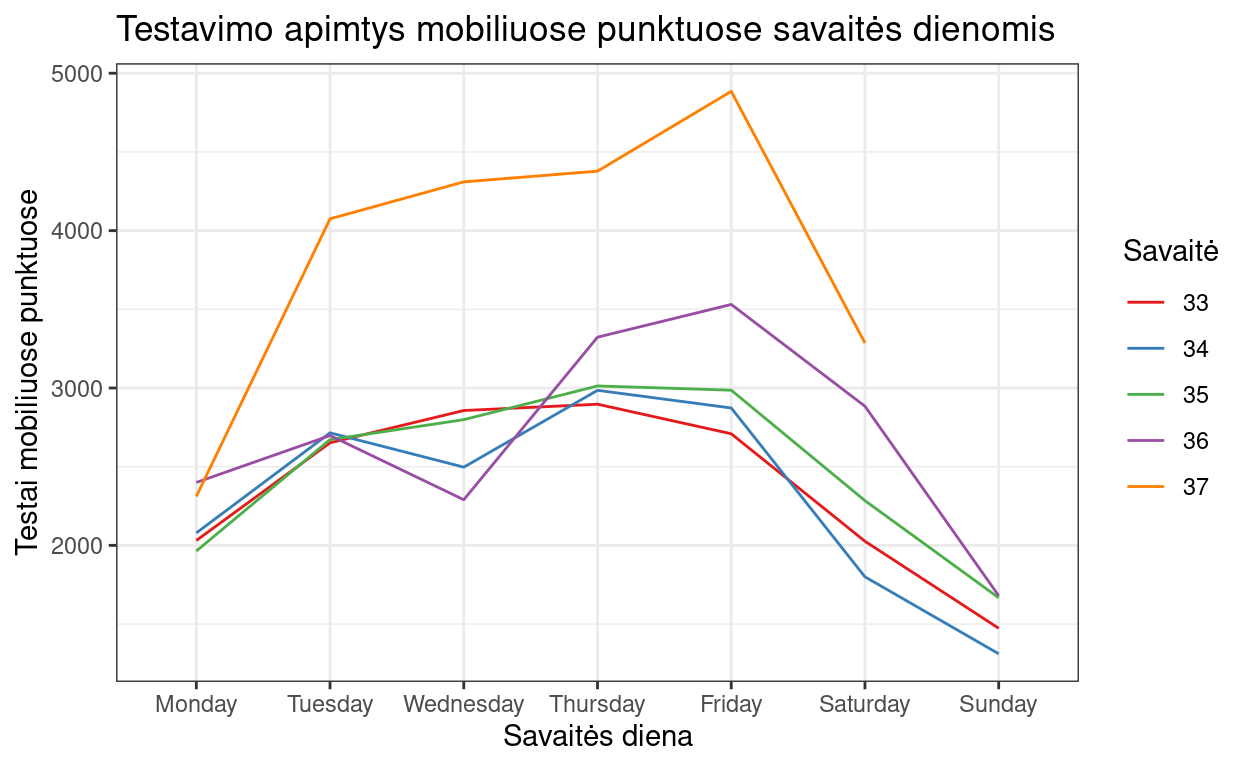 Testavimo apimtys mobiliuose punktuose savaitės dienomis
Testai mobiliuose punktuose
5000
4000
3000
2000
Monday Tuesday Wednesday Thursday Friday Saturday Sunday
Savaitės diena
Savaitė
33
34
35
36
37